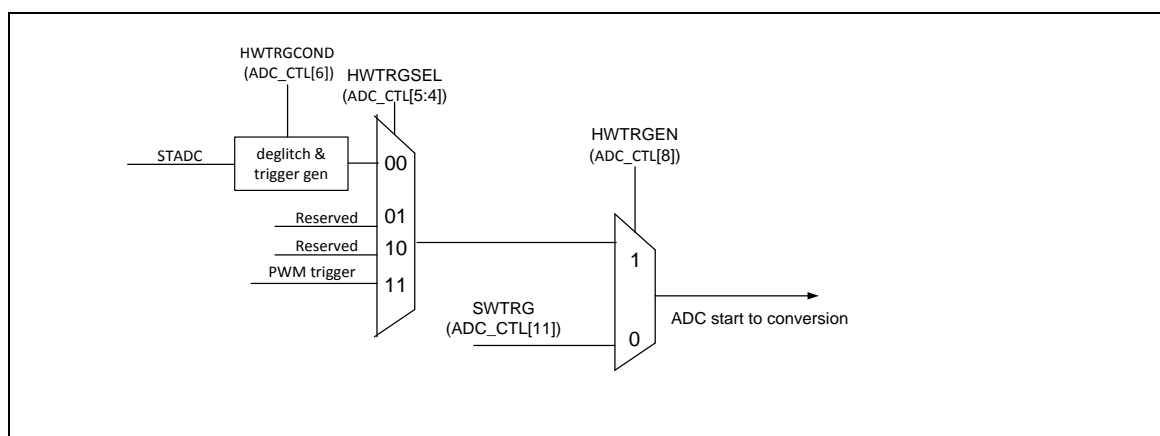 HWTRGCOND
(ADC_CTL[6])
HWTRGSEL
(ADC_CTL[5:4])
HWTRGEN
(ADC_CTL[8])
STADC
deglitch &
trigger gen
00
Reserved
01
Reserved
10
PWM trigger
11
1
SWTRG
(ADC_CTL[11])
0
ADC start to conversion